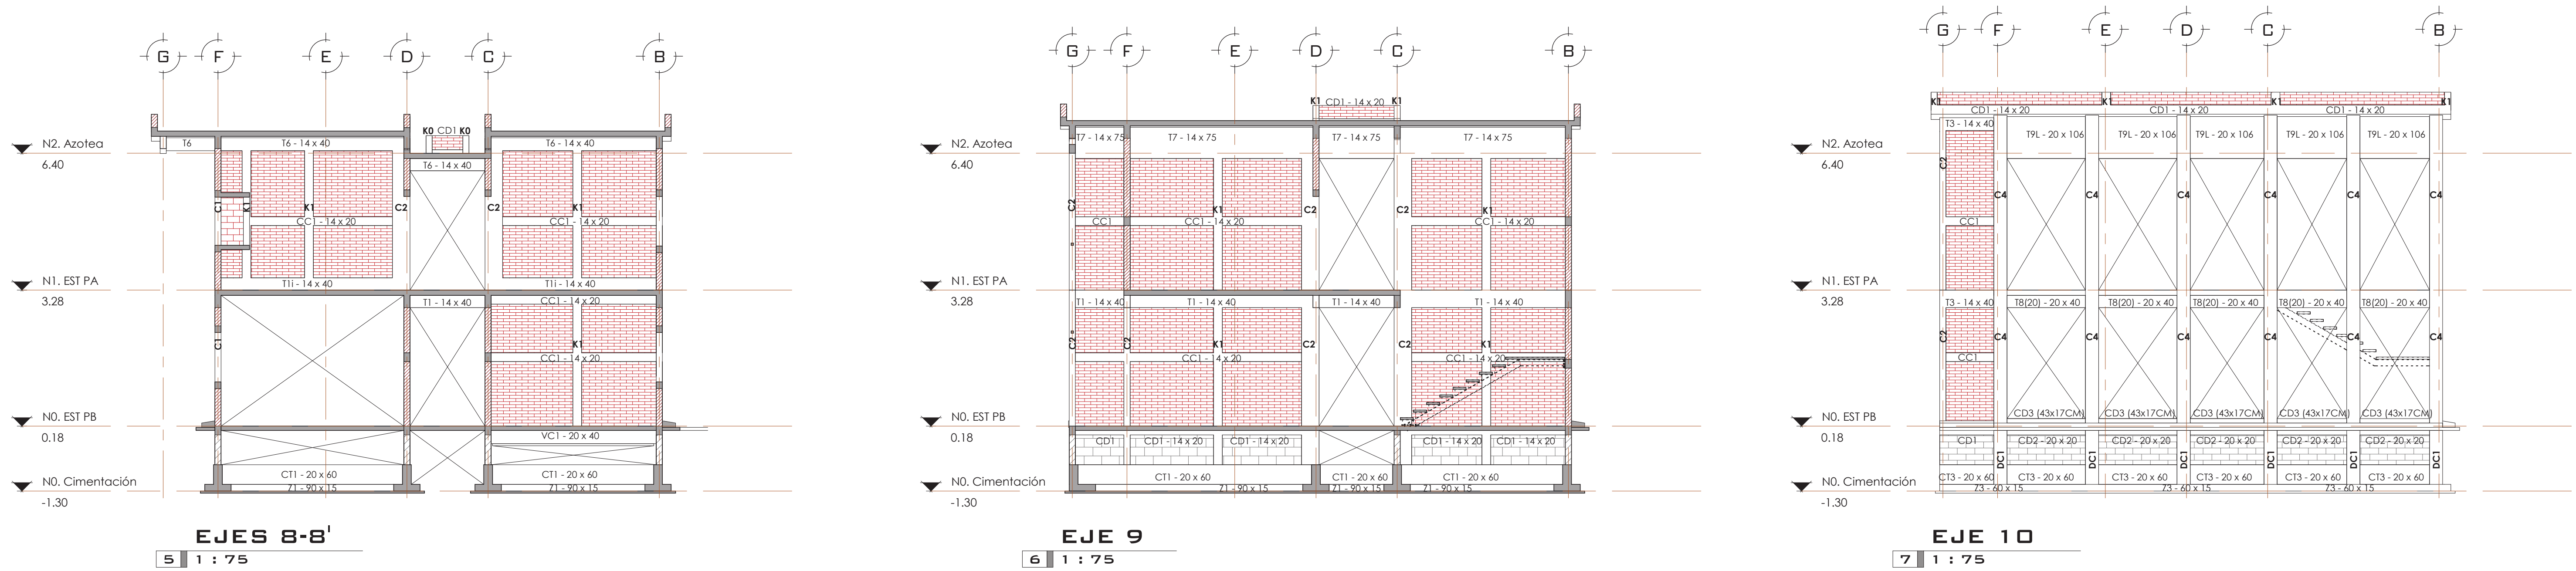 G F E D C B
N2. Azotea
6.40
T6
T6 - 14 x 40
K0 CD1 K0
T6 - 14 x 40
T6 - 14 x 40
C1
K1
K1
C2
C2
K1
CC1 - 14 x 20
CC1 - 14 x 20
N1. EST PA
3.28
T1i - 14 x 40
T1i - 14 x 40
T1 - 14 x 40
CC1 - 14 x 20
C1
K1
CC1 - 14 x 20
N0. EST PB
0.18
VC1 - 20 x 40
N0. Cimentación
-1.30
CT1 - 20 x 60
CT1 - 20 x 60
Z1 - 90 x 15
Z1 - 90 x 15
EJES 8-8'
5 1 : 75
G F E D C B
K1 CD1 - 14 x 20 K1
N2. Azotea
6.40
T7 - 14 x 75
T7 - 14 x 75
T7 - 14 x 75
T7 - 14 x 75
C2
K1
C2
C2
K1
CC1
CC1 - 14 x 20
CC1 - 14 x 20
N1. EST PA
3.28
T1 - 14 x 40
T1 - 14 x 40
T1 - 14 x 40
T1 - 14 x 40
C2
C2
K1
C2
C2
K1
CC1 - 14 x 20
CC1 - 14 x 20
N0. EST PB
0.18
CD1
CD1 - 14 x 20
CD1 - 14 x 20
CD1 - 14 x 20
CD1 - 14 x 20
N0. Cimentación
-1.30
CT1 - 20 x 60
CT1 - 20 x 60
CT1 - 20 x 60
Z1 - 90 x 15
Z1 - 90 x 15
Z1 - 90 x 15
EJE 9
6 1 : 75
G F E D C B
K1 K1 K1 K1
CD1 - 14 x 20
CD1 - 14 x 20
CD1 - 14 x 20
N2. Azotea
6.40
T3 - 14 x 40
T9L - 20 x 106
T9L - 20 x 106
T9L - 20 x 106
T9L - 20 x 106
T9L - 20 x 106
C2
C4
C4
C4
C4
C4
C4
CC1
N1. EST PA
3.28
T3 - 14 x 40
T8(20) - 20 x 40
T8(20) - 20 x 40
T8(20) - 20 x 40
T8(20) - 20 x 40
T8(20) - 20 x 40
C2
C4
C4
C4
C4
C4
C4
CC1
N0. EST PB
0.18
CD3 (43x17CM)
CD3 (43x17CM)
CD3 (43x17CM)
CD3 (43x17CM)
CD3 (43x17CM)
CD1
CD2 - 20 x 20
CD2 - 20 x 20
CD2 - 20 x 20
CD2 - 20 x 20
CD2 - 20 x 20
DC1
DC1
DC1
DC1
DC1
DC1
N0. Cimentación
-1.30
CT3 - 20 x 60
CT3 - 20 x 60
CT3 - 20 x 60
CT3 - 20 x 60
CT3 - 20 x 60
CT3 - 20 x 60
Z3 - 60 x 15
Z3 - 60 x 15
Z3 - 60 x 15
EJE 10
7 1 : 75